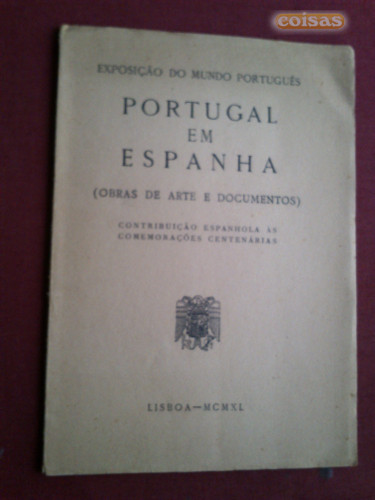 coisas
EXPOSIÇÃO DO MUNDO PORTUGUÊS
PORTUGAL
EM
ESPANHA
(OBRAS DE ARTE E DOCUMENTOS)
CONTRIBUIÇÃO ESPANHOLA ÀS
COMEMORAÇÕES CENTENÁRIAS
LISBOA—MCMXL